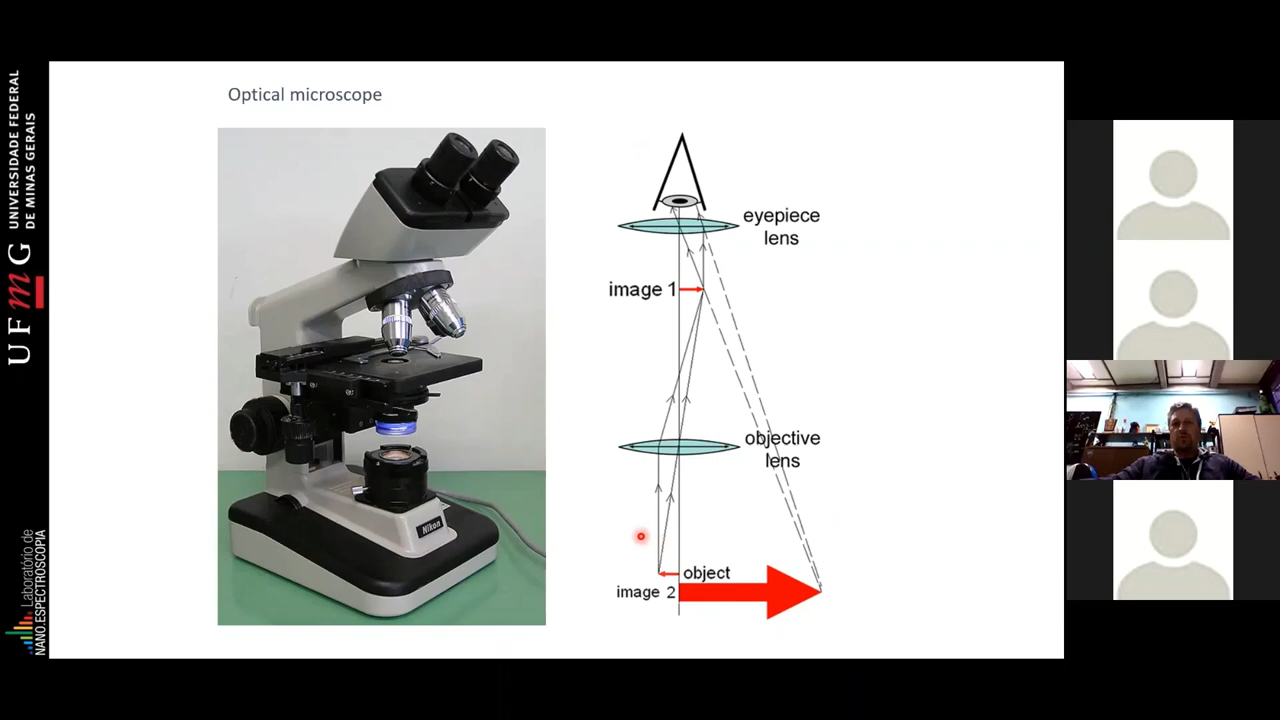 Optical microscope
UNIVERSIDADE FEDERAL
DE MINAS GERAIS
UFmG
Laboratório de
NANO.ESPECTROSCOPIA
Nikon
eyepiece
lens
image 1
objective
lens
object
image 2